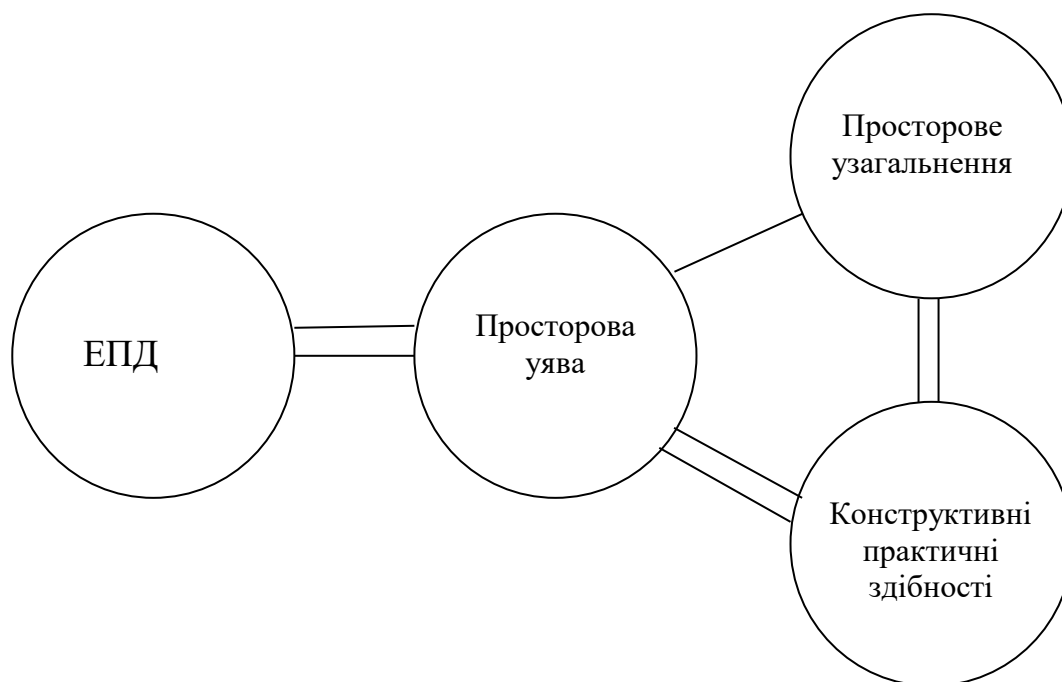 ЕПД
Просторова
уява
Просторове
узагальнення
Конструктивні
практичні
здібності